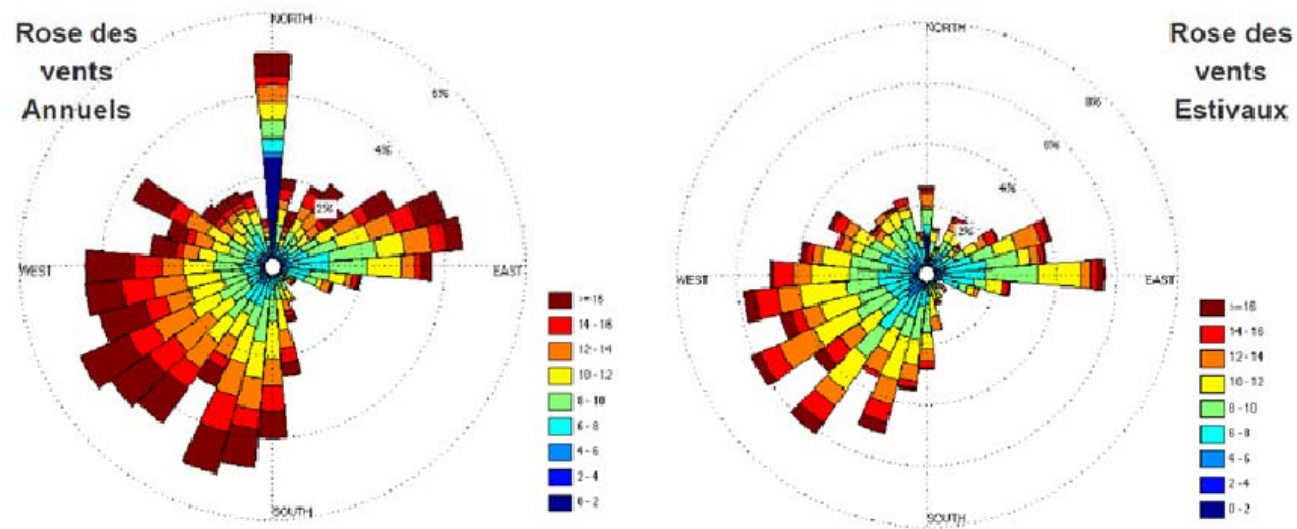 Rose des
vents
Annuels
NORTH
6%
4%
2%
WEST
EAST
SOUTH
>=16
14 - 16
12 - 14
10 - 12
8 - 10
6 - 8
4 - 6
2 - 4
0 - 2
Rose des
vents
Estivaux
NORTH
8%
6%
4%
2%
WEST
EAST
SOUTH
>=16
14 - 16
12 - 14
10 - 12
8 - 10
6 - 8
4 - 6
2 - 4
0 - 2